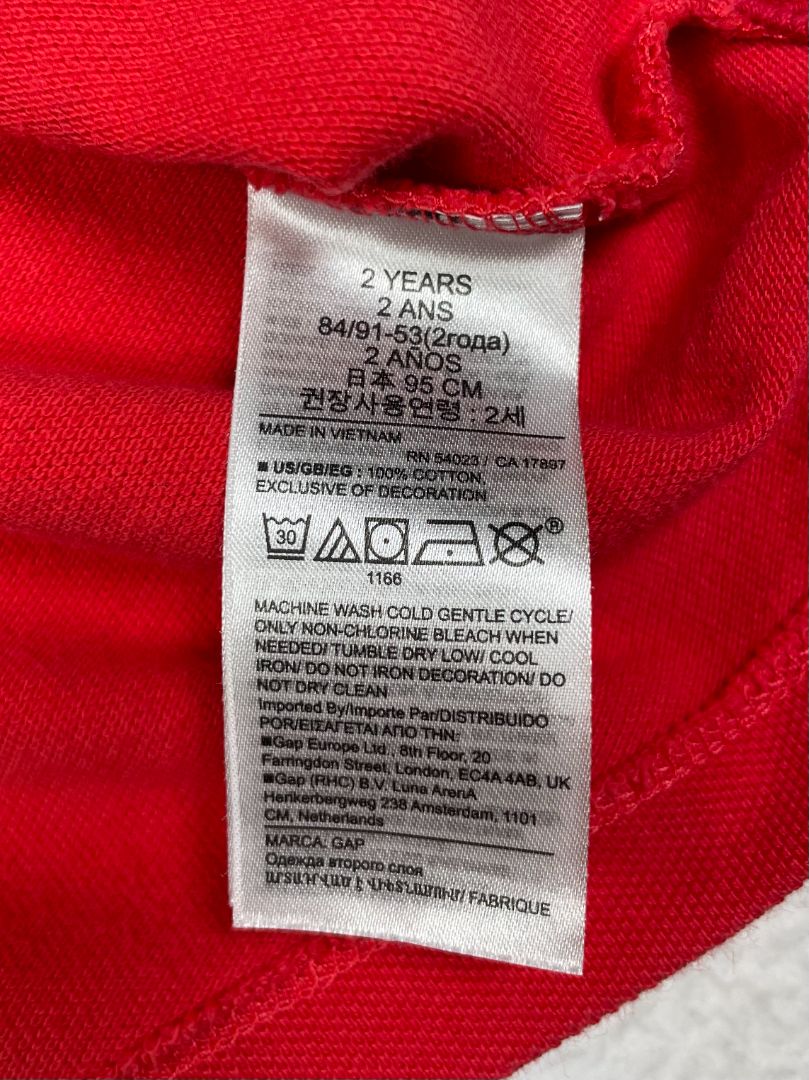 2 YEARS
2 ANS
84/91-53(2года)
2 AÑOS
日本 95 CM
권장사용연령 : 2세
MADE IN VIETNAM
RN 54023 / CA 17897
■ US/GB/EG : 100% COTTON,
EXCLUSIVE OF DECORATION
30
®
1166
MACHINE WASH COLD GENTLE CYCLE/
ONLY NON-CHLORINE BLEACH WHEN
NEEDED/ TUMBLE DRY LOW/ COOL
IRON/ DO NOT IRON DECORATION/ DO
NOT DRY CLEAN
Imported By/Importe Par/DISTRIBUIDO
POR/ΕΙΣΑΓΕΤΑΙ ΑΠΟ ΤΗΝ:
■Gap Europe Ltd., 8th Floor, 20
Farringdon Street, London, EC4A 4AB, UK
■Gap (RHC) B.V. Luna ArenA
Herikerbergweg 238 Amsterdam, 1101
CM, Netherlands
MARCA: GAP
Одежда второго слоя
ԱՐՏԱԴՐՎԱԾ Է ՎԻԵՏՆԱՄՈՒՄ/ FABRIQUE